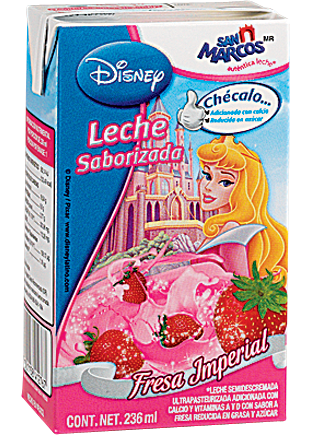 SAN
MARCOS MR
auténtica leche
DISNEY
Chécalo...
Adicionada con calcio
Reducida en azúcar
Leche
Saborizada
© Disney / Pixar
www.disneylatino.com
Fresa Imperial
*LECHE SEMIDESCREMADA
ULTRAPASTEURIZADA ADICIONADA CON
CALCIO Y VITAMINAS A Y D CON SABOR A
FRESA REDUCIDA EN GRASA Y AZÚCAR
CONT. NET. 236 ml